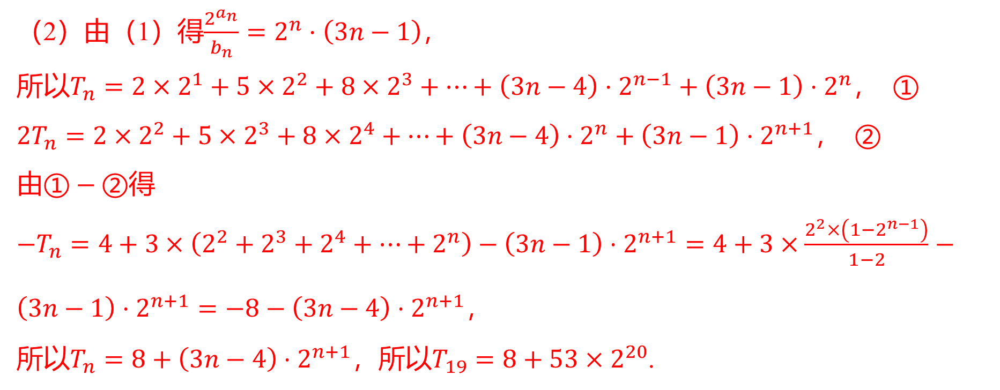 （2）由（1）得$\frac{2^{a_n}}{b_n} = 2^n \cdot (3n - 1)$,
所以$T_n = 2 \times 2^1 + 5 \times 2^2 + 8 \times 2^3 + \cdots + (3n - 4) \cdot 2^{n-1} + (3n - 1) \cdot 2^n$, ①
$2T_n = 2 \times 2^2 + 5 \times 2^3 + 8 \times 2^4 + \cdots + (3n - 4) \cdot 2^n + (3n - 1) \cdot 2^{n+1}$, ②
由①－②得
$-T_n = 4 + 3 \times (2^2 + 2^3 + 2^4 + \cdots + 2^n) - (3n - 1) \cdot 2^{n+1} = 4 + 3 \times \frac{2^2 \times (1 - 2^{n-1})}{1 - 2} -$
$(3n - 1) \cdot 2^{n+1} = -8 - (3n - 4) \cdot 2^{n+1}$,
所以$T_n = 8 + (3n - 4) \cdot 2^{n+1}$, 所以$T_{19} = 8 + 53 \times 2^{20}$.